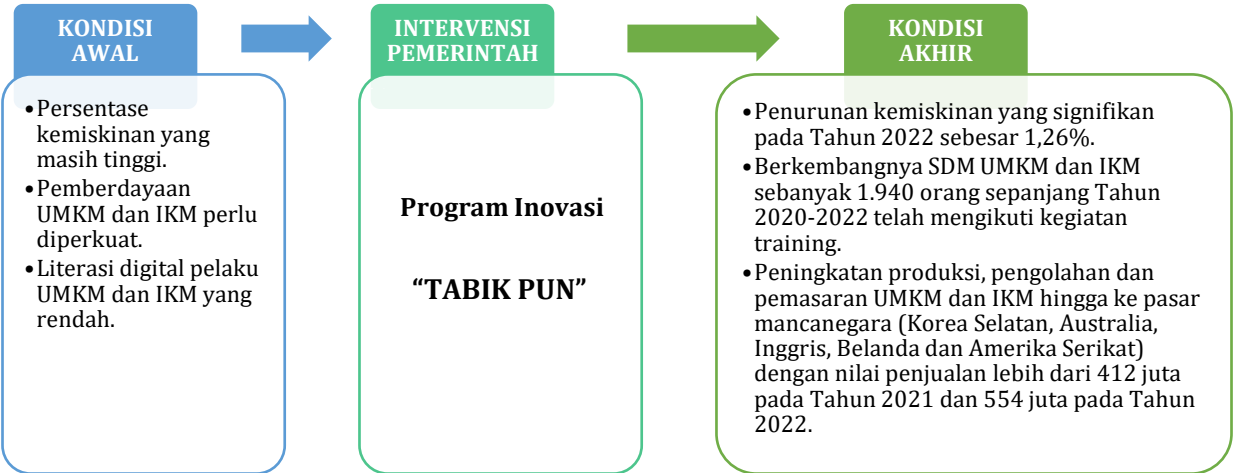 KONDISI
AWAL
•Persentase
kemiskinan yang
masih tinggi.
•Pemberdayaan
UMKM dan IKM perlu
diperkuat.
•Literasi digital pelaku
UMKM dan IKM yang
rendah.
INTERVENSI
PEMERINTAH
Program Inovasi
“TABIK PUN”
KONDISI
AKHIR
•Penurunan kemiskinan yang signifikan
pada Tahun 2022 sebesar 1,26%.
•Berkembangnya SDM UMKM dan IKM
sebanyak 1.940 orang sepanjang Tahun
2020-2022 telah mengikuti kegiatan
training.
•Peningkatan produksi, pengolahan dan
pemasaran UMKM dan IKM hingga ke pasar
mancanegara (Korea Selatan, Australia,
Inggris, Belanda dan Amerika Serikat)
dengan nilai penjualan lebih dari 412 juta
pada Tahun 2021 dan 554 juta pada Tahun
2022.